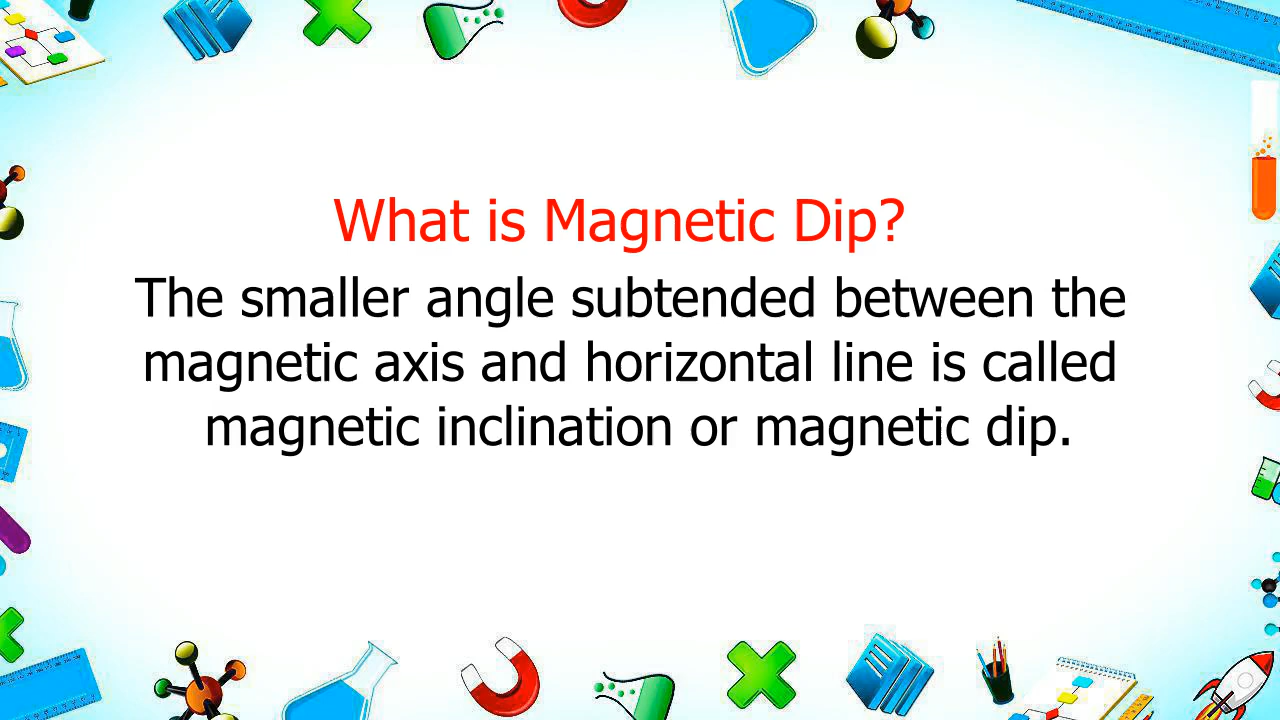 What is Magnetic Dip?
The smaller angle subtended between the
magnetic axis and horizontal line is called
magnetic inclination or magnetic dip.